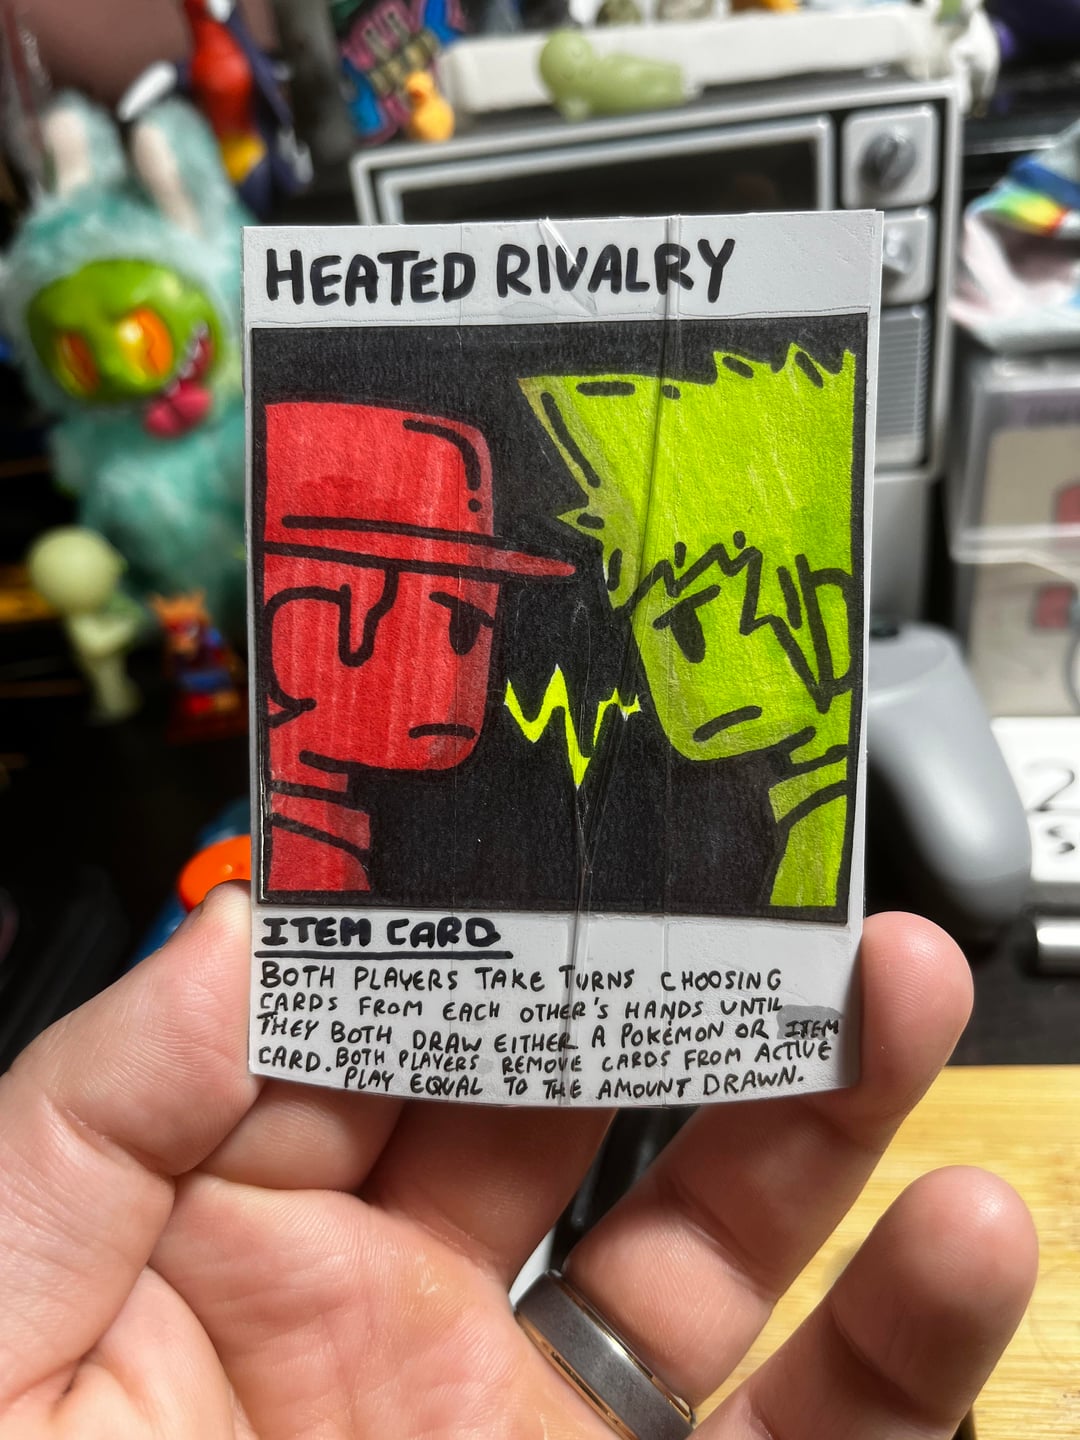 HEATED RIVALRY
ITEM CARD
BOTH PLAYERS TAKE TURNS CHOOSING
CARDS FROM EACH OTHER'S HANDS UNTIL
THEY BOTH DRAW EITHER A POKÉMON OR ITEM
CARD. BOTH PLAYERS REMOVE CARDS FROM ACTIVE
PLAY EQUAL TO THE AMOUNT DRAWN.
2